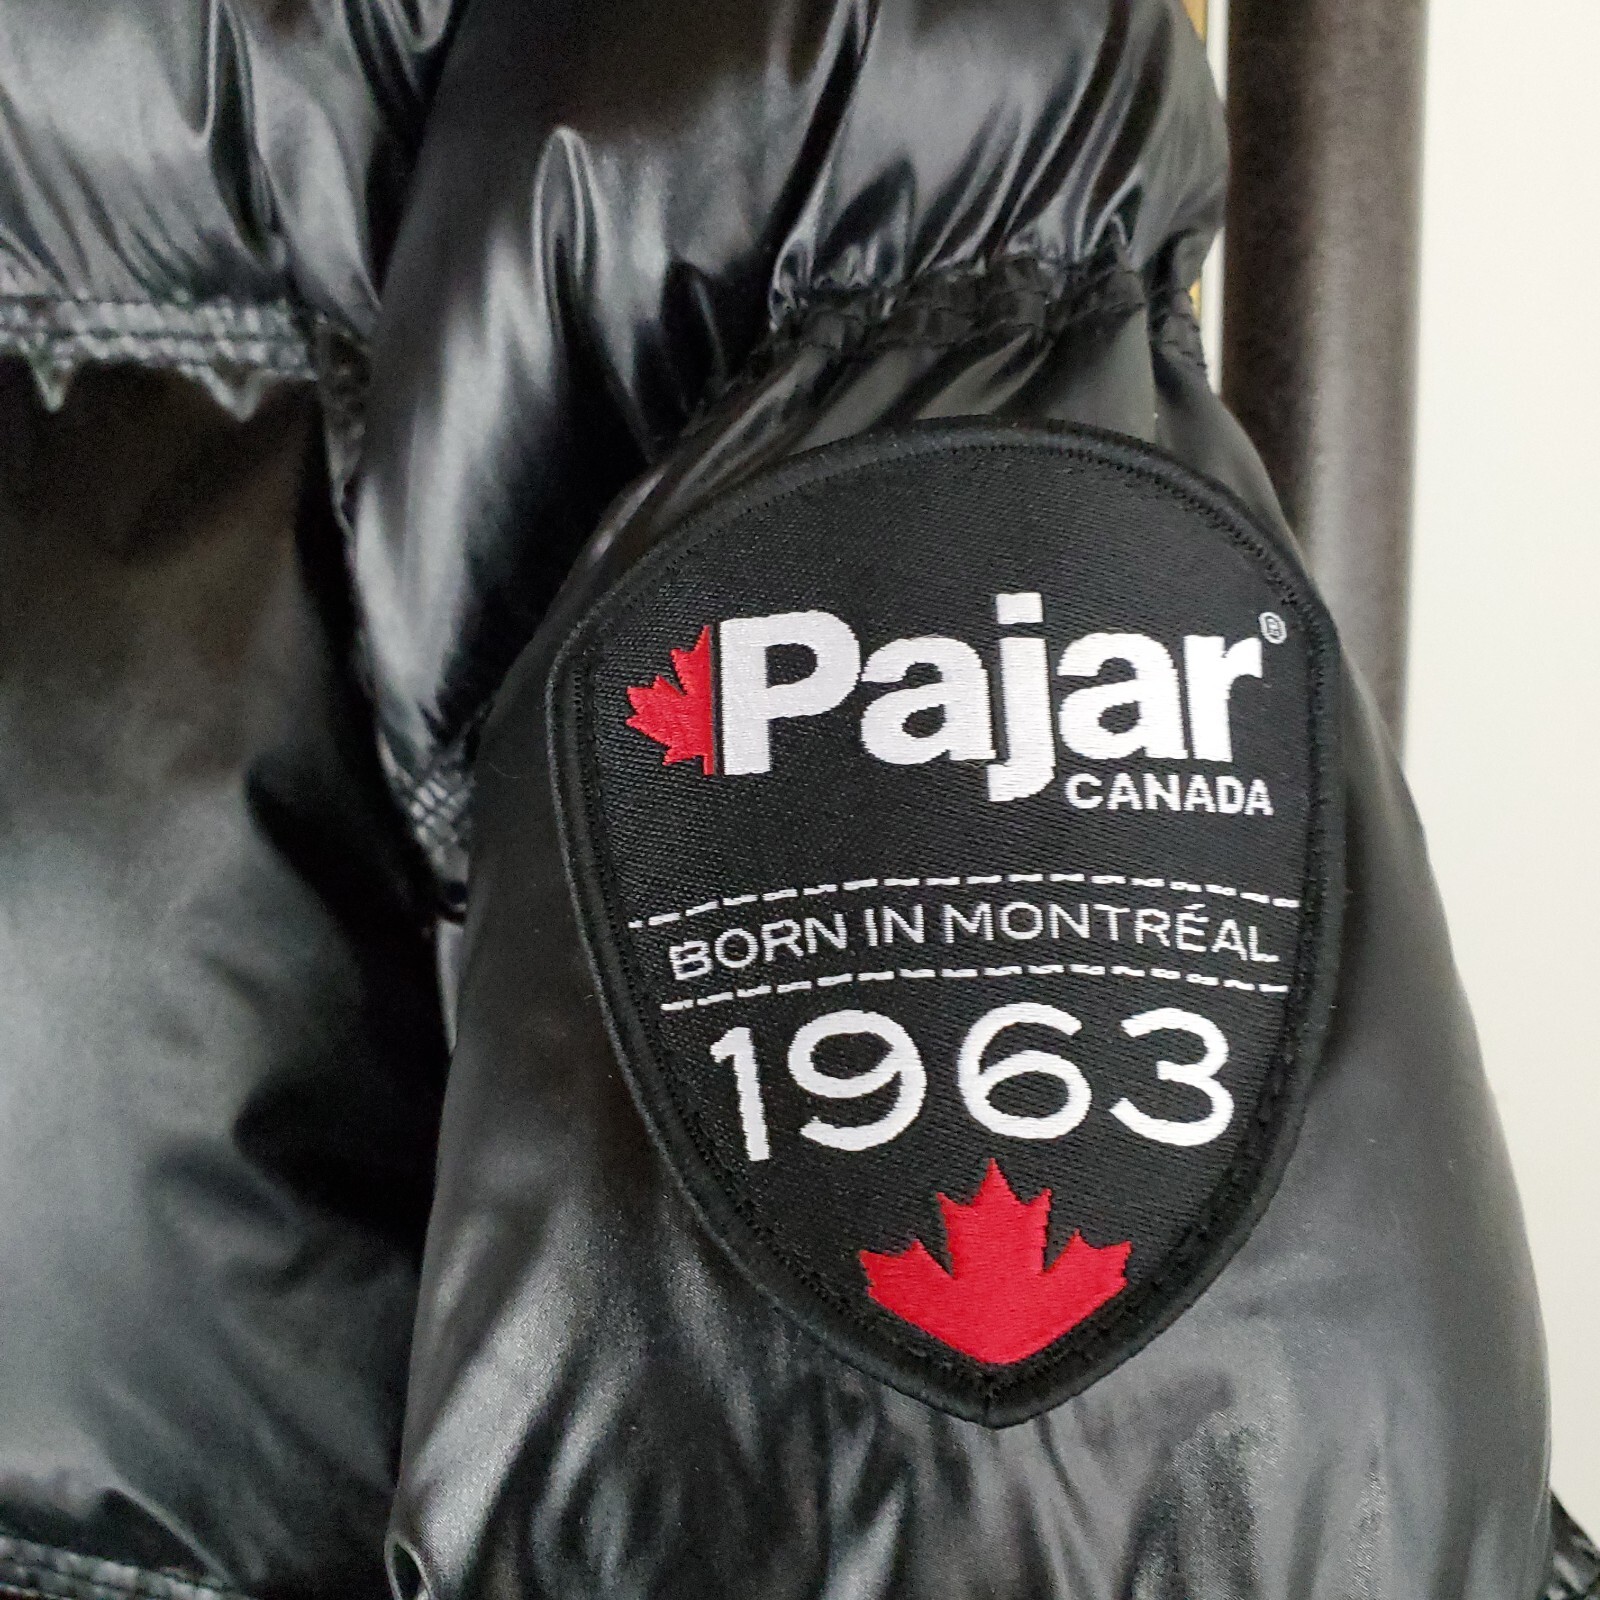 Pajar®
CANADA
BORN IN MONTRÉAL
1963